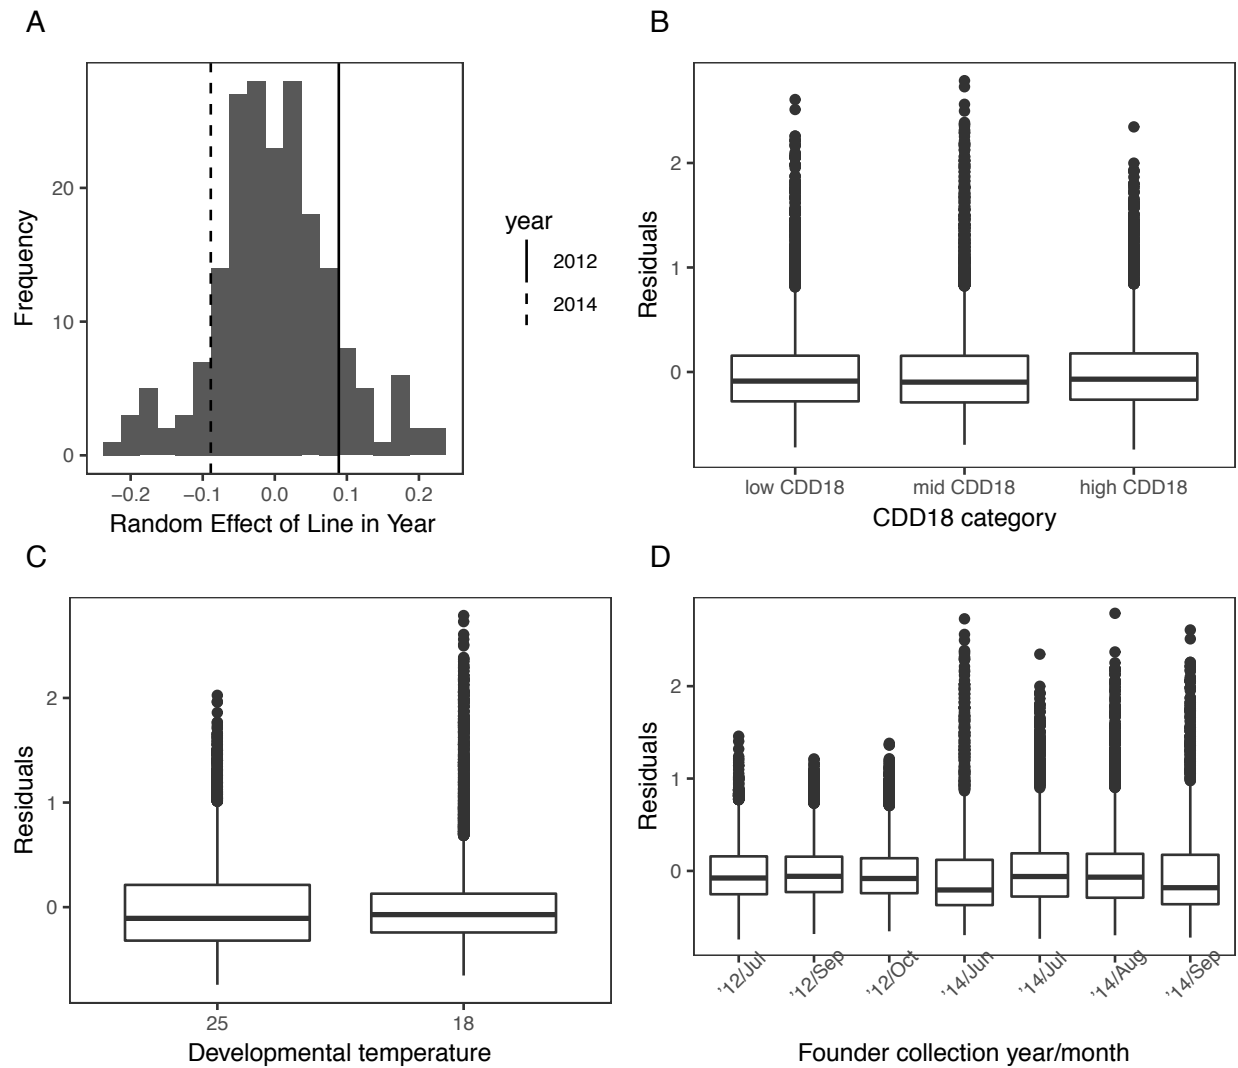 A
Frequency
20
10
0
−0.2
−0.1
0.0
0.1
0.2
Random Effect of Line in Year
year
2012
2014
B
Residuals
2
1
0
low CDD18
mid CDD18
high CDD18
CDD18 category
C
Residuals
2
1
0
25
18
Developmental temperature
D
Residuals
2
1
0
'12/Jul
'12/Sep
'12/Oct
'14/Jun
'14/Jul
'14/Aug
'14/Sep
Founder collection year/month